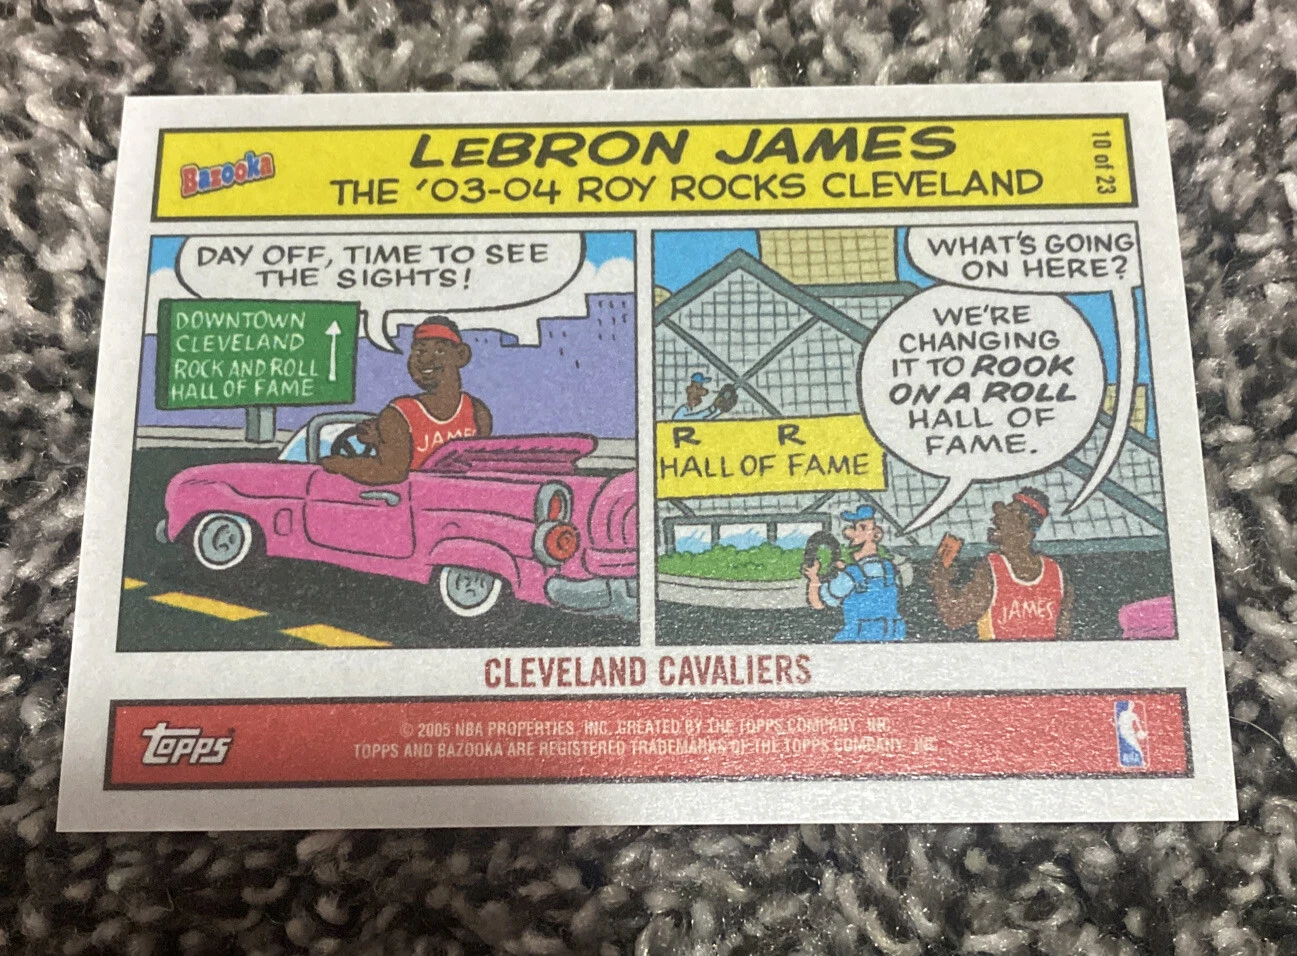 Bazooka
LeBRON JAMES
THE '03-04 ROY ROCKS CLEVELAND
10 of 23
DAY OFF, TIME TO SEE
THE SIGHTS!
DOWNTOWN
CLEVELAND
ROCK AND ROLL
HALL OF FAME
JAMES
WHAT'S GOING
ON HERE?
WE'RE
CHANGING
IT TO ROOK
ON A ROLL
HALL OF
FAME.
R R
HALL OF FAME
JAMES
CLEVELAND CAVALIERS
Topps
© 2005 NBA PROPERTIES, INC. CREATED BY THE TOPPS COMPANY, INC.
TOPPS AND BAZOOKA ARE REGISTERED TRADEMARKS OF THE TOPPS COMPANY, INC.
NBA